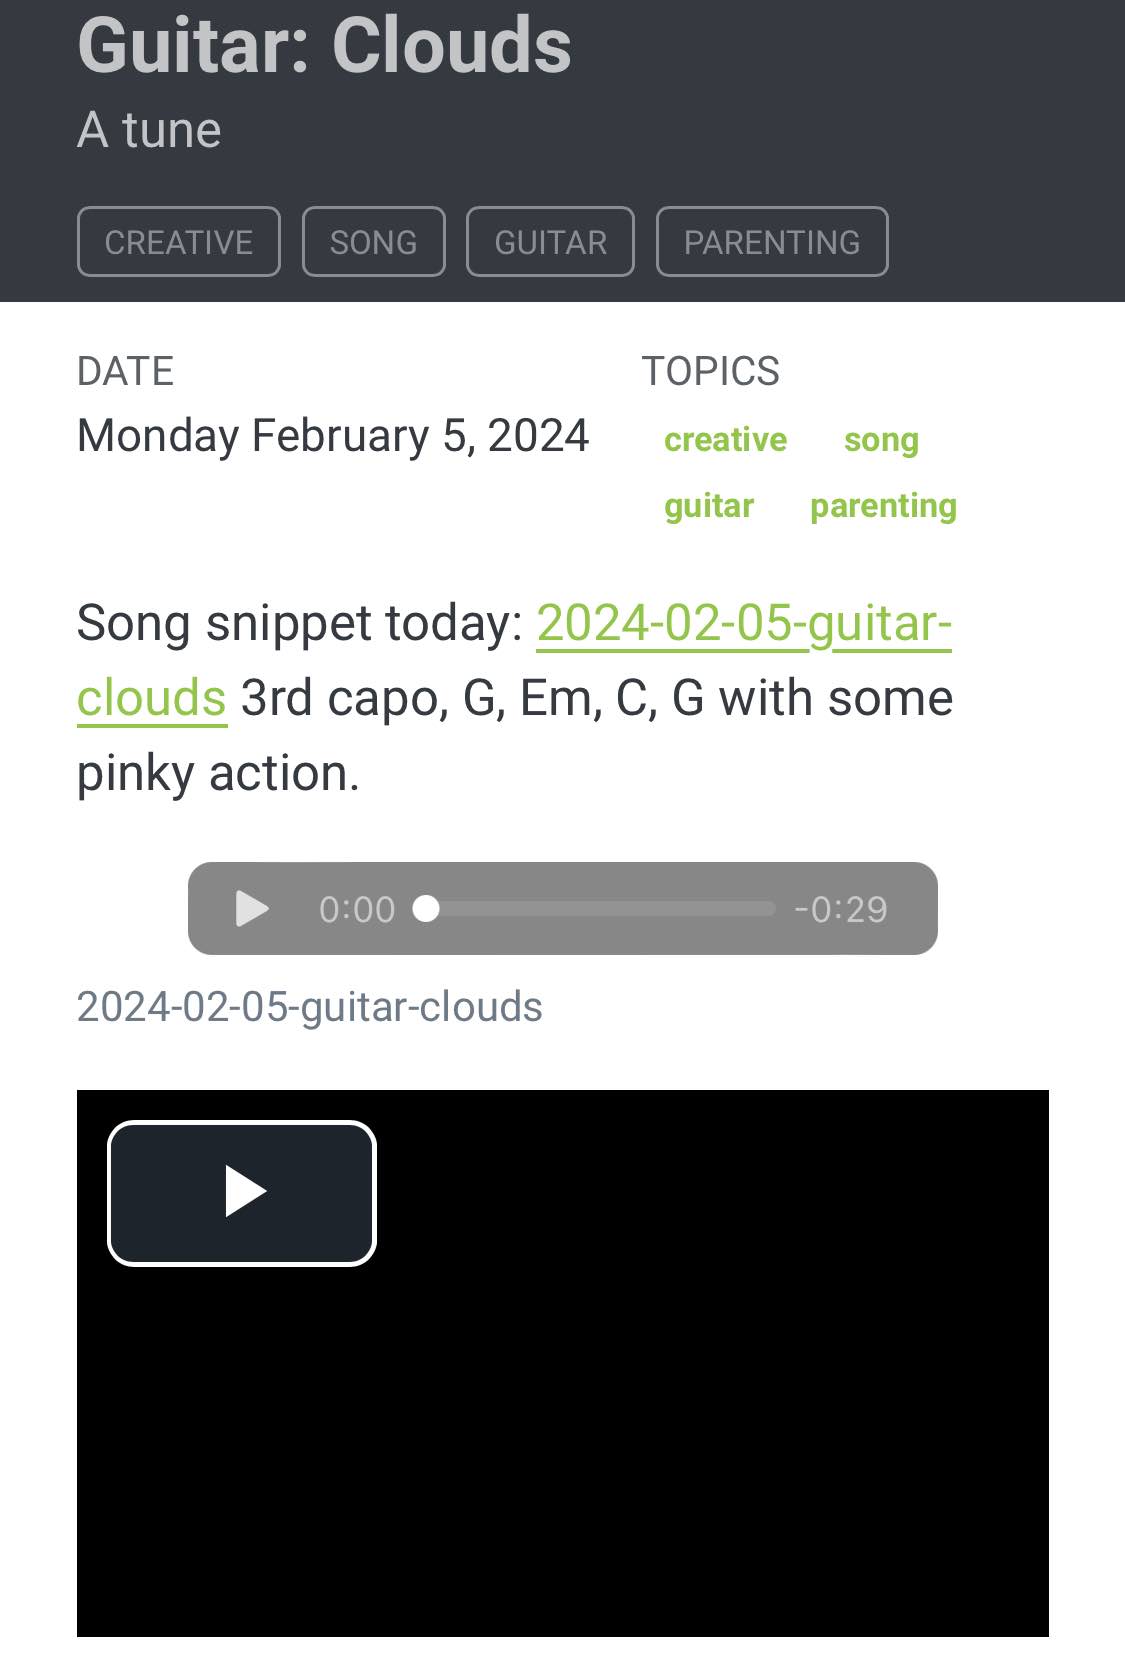 Guitar: Clouds
A tune
CREATIVE SONG GUITAR PARENTING
DATE
Monday February 5, 2024
TOPICS
creative song
guitar parenting
Song snippet today: 2024-02-05-guitar-
clouds 3rd capo, G, Em, C, G with some
pinky action.
0:00 -0:29
2024-02-05-guitar-clouds